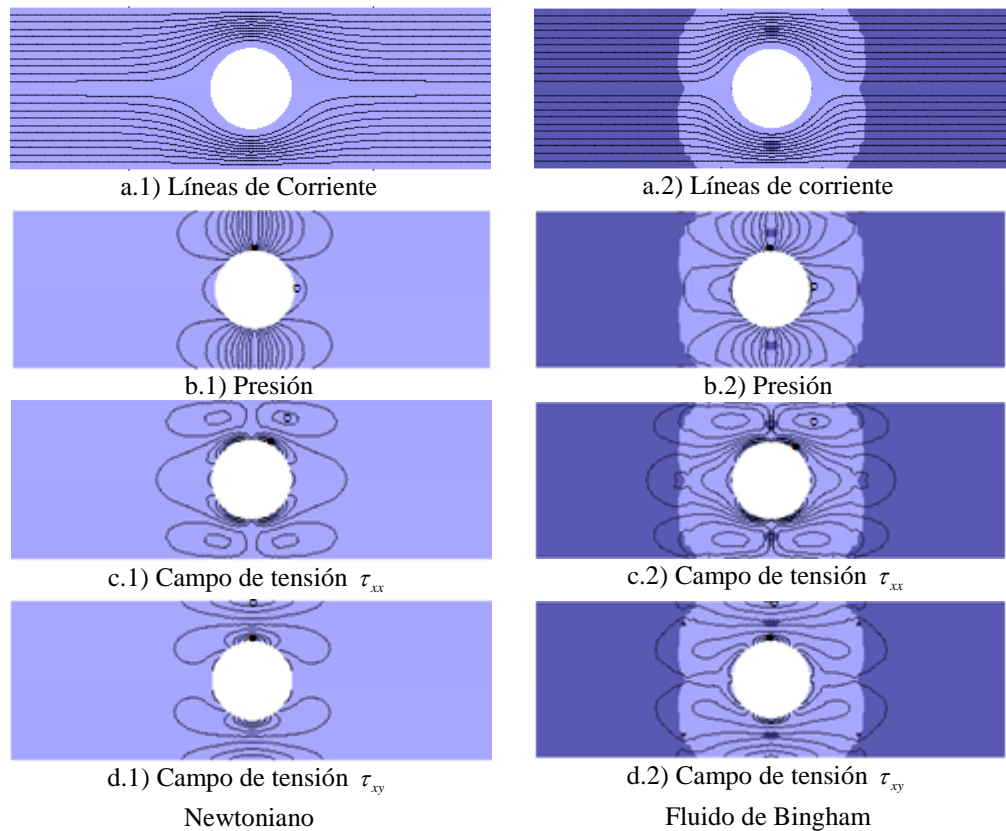 a.1) Líneas de Corriente
a.2) Líneas de corriente
b.1) Presión
b.2) Presión
c.1) Campo de tensión τxx
c.2) Campo de tensión τxx
d.1) Campo de tensión τxy
d.2) Campo de tensión τxy
Newtoniano
Fluido de Bingham